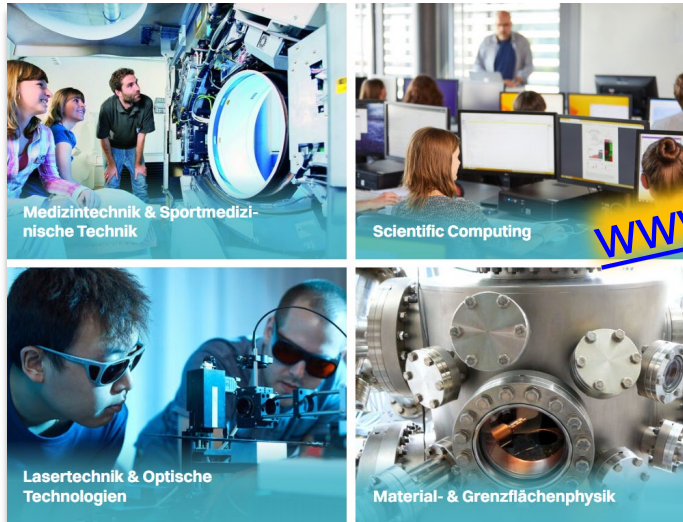 Medizintechnik & Sportmedizi-
nische Technik
Scientific Computing
Lasertechnik & Optische
Technologien
Material- & Grenzflächenphysik